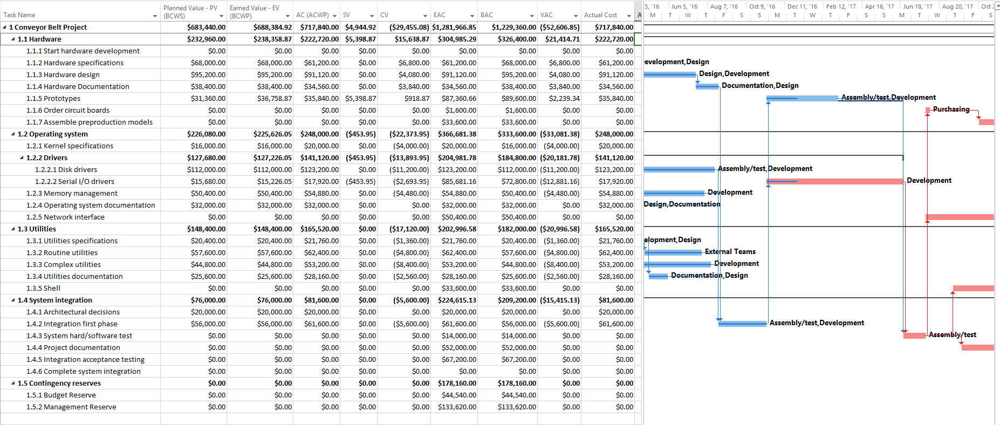 Planned Value - PV (BCWS) Earned Value - EV (BCWP)
Task Name AC (ACWP) SV CV EAC BAC VAC Actual Cost A
3, '16 Jun 5, '16 Aug 7, '16 Oct 9, '16 Dec 11, '16 Feb 12, '17 Apr 16, '17 Jun 18, '17 Aug 20, '17 Oct 2
M T W T F S S M T W T F S S M T W T F S
1 Conveyor Belt Project $683,440.00 $688,384.92 $717,840.00 $4,944.92 ($29,455.08) $1,281,966.85 $1,229,360.00 ($52,606.85) $717,840.00
1.1 Hardware $232,960.00 $238,358.87 $222,720.00 $5,398.87 $15,638.87 $304,985.29 $326,400.00 $21,414.71 $222,720.00
1.1.1 Start hardware development $0.00 $0.00 $0.00 $0.00 $0.00 $0.00 $0.00 $0.00 $0.00
1.1.2 Hardware specifications $68,000.00 $68,000.00 $61,200.00 $0.00 $6,800.00 $61,200.00 $68,000.00 $6,800.00 $61,200.00 evelopment,Design
1.1.3 Hardware design $95,200.00 $95,200.00 $91,120.00 $0.00 $4,080.00 $91,120.00 $95,200.00 $4,080.00 $91,120.00 Design,Development
1.1.4 Hardware Documentation $38,400.00 $38,400.00 $34,560.00 $0.00 $3,840.00 $34,560.00 $38,400.00 $3,840.00 $34,560.00 Documentation,Design
1.1.5 Prototypes $31,360.00 $36,758.87 $35,840.00 $5,398.87 $918.87 $87,360.66 $89,600.00 $2,239.34 $35,840.00 Assembly/test,Development
1.1.6 Order circuit boards $0.00 $0.00 $0.00 $0.00 $0.00 $1,600.00 $1,600.00 $0.00 $0.00 Purchasing
1.1.7 Assemble preproduction models $0.00 $0.00 $0.00 $0.00 $0.00 $33,600.00 $33,600.00 $0.00 $0.00
1.2 Operating system $226,080.00 $225,626.05 $248,000.00 ($453.95) ($22,373.95) $366,681.38 $333,600.00 ($33,081.38) $248,000.00
1.2.1 Kernel specifications $16,000.00 $16,000.00 $20,000.00 $0.00 ($4,000.00) $20,000.00 $16,000.00 ($4,000.00) $20,000.00
1.2.2 Drivers $127,680.00 $127,226.05 $141,120.00 ($453.95) ($13,893.95) $204,981.78 $184,800.00 ($20,181.78) $141,120.00
1.2.2.1 Disk drivers $112,000.00 $112,000.00 $123,200.00 $0.00 ($11,200.00) $123,200.00 $112,000.00 ($11,200.00) $123,200.00 Assembly/test,Development
1.2.2.2 Serial I/O drivers $15,680.00 $15,226.05 $17,920.00 ($453.95) ($2,693.95) $85,681.16 $72,800.00 ($12,881.16) $17,920.00 Development
1.2.3 Memory management $50,400.00 $50,400.00 $54,880.00 $0.00 ($4,480.00) $54,880.00 $50,400.00 ($4,480.00) $54,880.00 Development
1.2.4 Operating system documentation $32,000.00 $32,000.00 $32,000.00 $0.00 $0.00 $32,000.00 $32,000.00 $0.00 $32,000.00 Design,Documentation
1.2.5 Network interface $0.00 $0.00 $0.00 $0.00 $0.00 $50,400.00 $50,400.00 $0.00 $0.00
1.3 Utilities $148,400.00 $148,400.00 $165,520.00 $0.00 ($17,120.00) $202,996.58 $182,000.00 ($20,996.58) $165,520.00
1.3.1 Utilities specifications $20,400.00 $20,400.00 $21,760.00 $0.00 ($1,360.00) $21,760.00 $20,400.00 ($1,360.00) $21,760.00 elopment,Design
1.3.2 Routine utilities $57,600.00 $57,600.00 $62,400.00 $0.00 ($4,800.00) $62,400.00 $57,600.00 ($4,800.00) $62,400.00 External Teams
1.3.3 Complex utilities $44,800.00 $44,800.00 $53,200.00 $0.00 ($8,400.00) $53,200.00 $44,800.00 ($8,400.00) $53,200.00 Development
1.3.4 Utilities documentation $25,600.00 $25,600.00 $28,160.00 $0.00 ($2,560.00) $28,160.00 $25,600.00 ($2,560.00) $28,160.00 Documentation,Design
1.3.5 Shell $0.00 $0.00 $0.00 $0.00 $0.00 $33,600.00 $33,600.00 $0.00 $0.00
1.4 System integration $76,000.00 $76,000.00 $81,600.00 $0.00 ($5,600.00) $224,615.13 $209,200.00 ($15,415.13) $81,600.00
1.4.1 Architectural decisions $20,000.00 $20,000.00 $20,000.00 $0.00 $0.00 $20,000.00 $20,000.00 $0.00 $20,000.00
1.4.2 Integration first phase $56,000.00 $56,000.00 $61,600.00 $0.00 ($5,600.00) $61,600.00 $56,000.00 ($5,600.00) $61,600.00 Assembly/test,Development
1.4.3 System hard/software test $0.00 $0.00 $0.00 $0.00 $0.00 $14,000.00 $14,000.00 $0.00 $0.00 Assembly/test
1.4.4 Project documentation $0.00 $0.00 $0.00 $0.00 $0.00 $52,000.00 $52,000.00 $0.00 $0.00
1.4.5 Integration acceptance testing $0.00 $0.00 $0.00 $0.00 $0.00 $67,200.00 $67,200.00 $0.00 $0.00
1.4.6 Complete system integration $0.00 $0.00 $0.00 $0.00 $0.00 $0.00 $0.00 $0.00 $0.00
1.5 Contingency reserves $0.00 $0.00 $0.00 $0.00 $0.00 $178,160.00 $178,160.00 $0.00 $0.00
1.5.1 Budget Reserve $0.00 $0.00 $0.00 $0.00 $0.00 $44,540.00 $44,540.00 $0.00 $0.00
1.5.2 Management Reserve $0.00 $0.00 $0.00 $0.00 $0.00 $133,620.00 $133,620.00 $0.00 $0.00